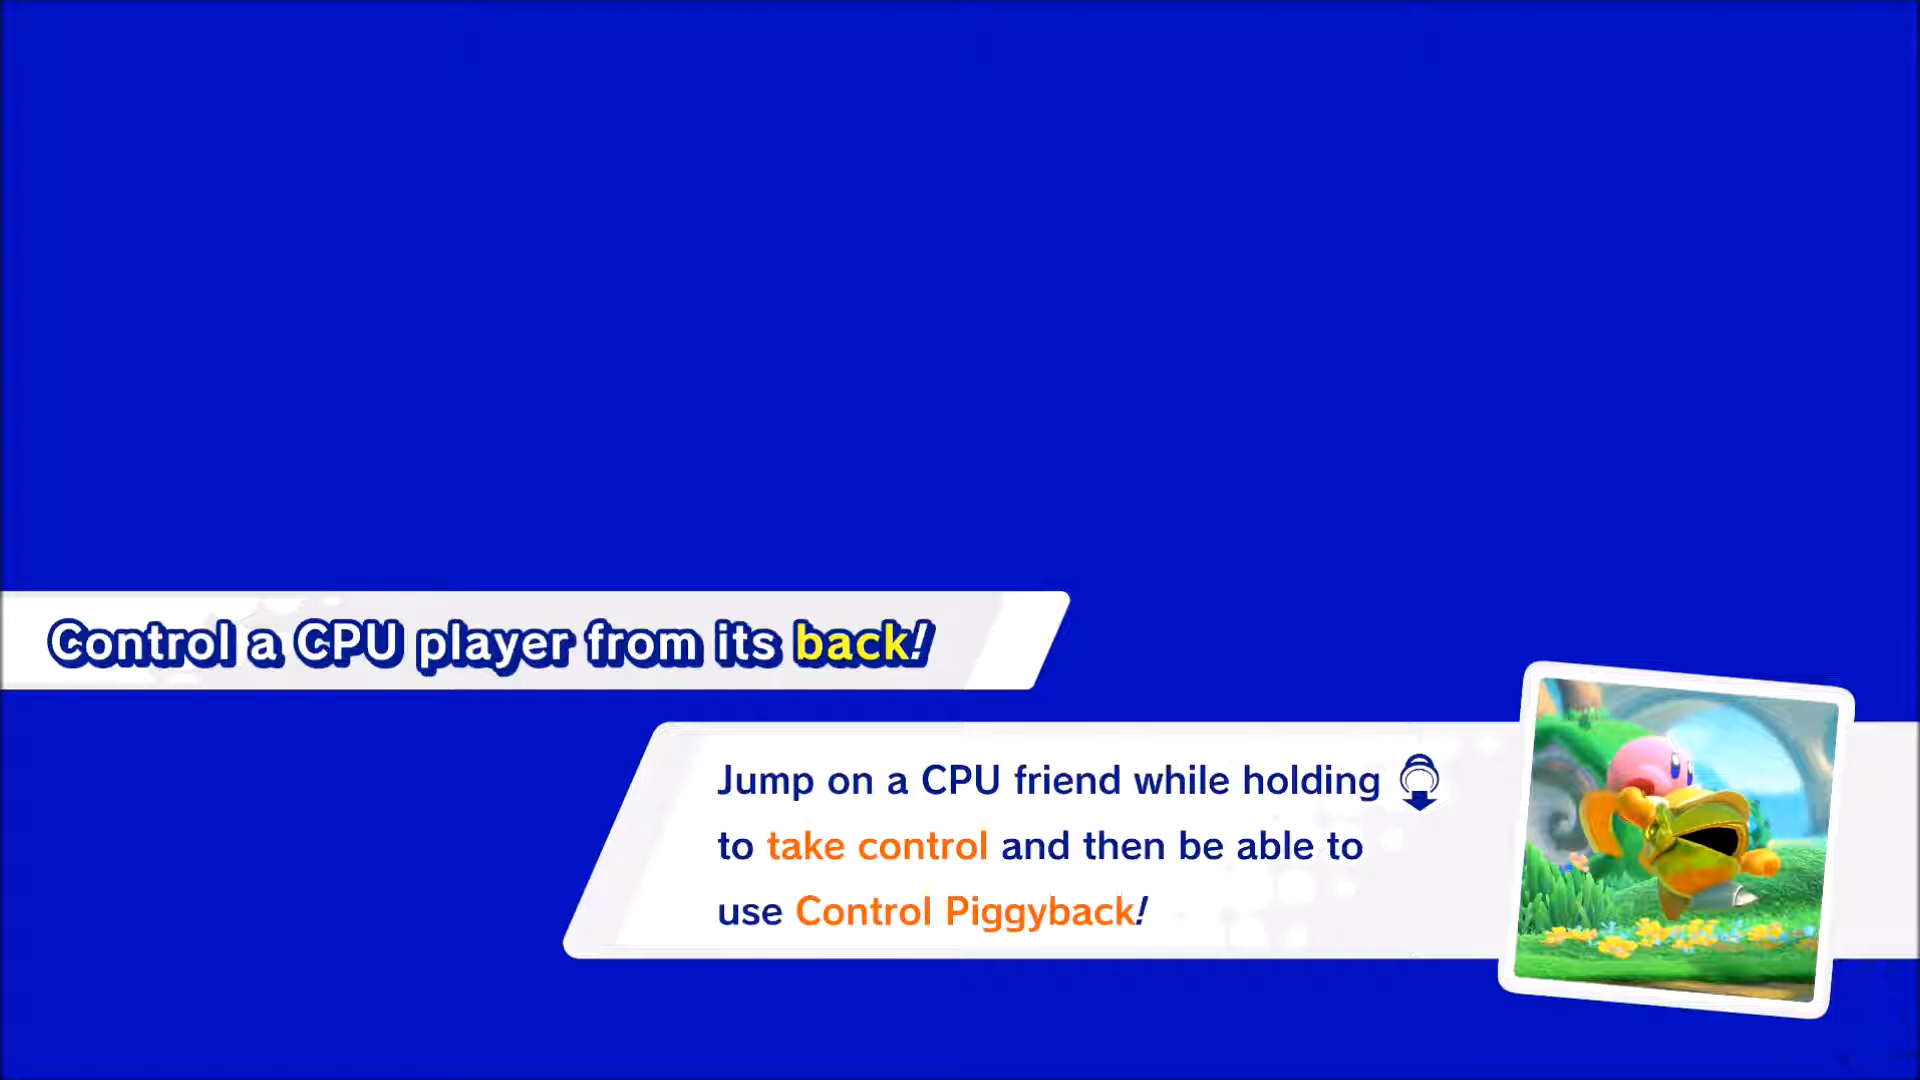 Control a CPU player from its back!
Jump on a CPU friend while holding
to take control and then be able to
use Control Piggyback!